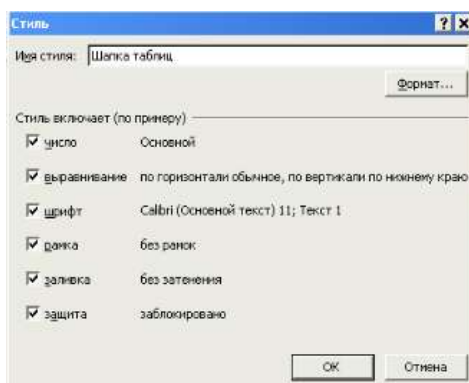 Стиль
Имя стиля: Шапка таблиц
Формат...
Стиль включает (по примеру)
число Основной
выравнивание по горизонтали обычное, по вертикали по нижнему краю
шрифт Calibri (Основной текст) 11; Текст 1
рамка без рамок
заливка без затенения
защита заблокировано
ОК Отмена